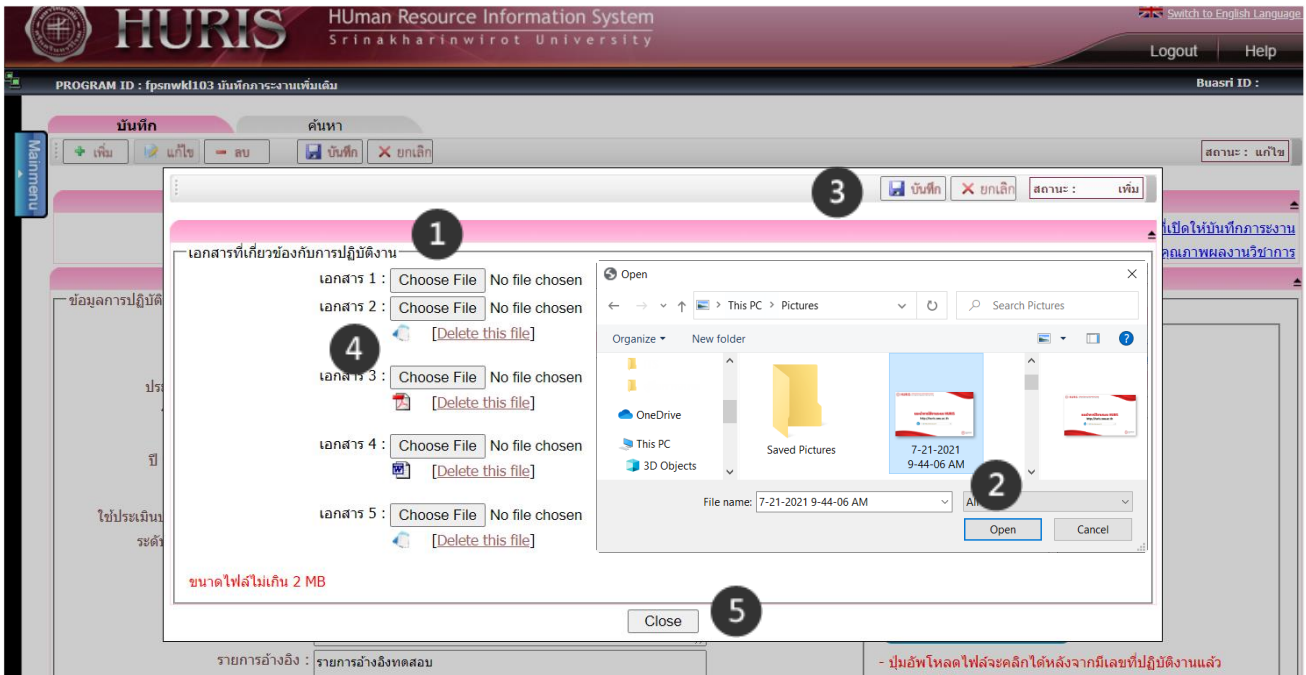 HURIS
HUman Resource Information System
Srinakharinwirot University
Switch to English Language
Logout Help
PROGRAM ID : fpsnwkl103 บันทึกภาระงานเพิ่มเติม
Buasri ID :
บันทึก ค้นหา
Mainmenu
เพิ่ม แก้ไข ลบ บันทึก ยกเลิก
สถานะ : แก้ไข
3 บันทึก ยกเลิก สถานะ : เพิ่ม
1
ที่เปิดให้บันทึกภาระงาน
คุณภาพผลงานวิชาการ
เอกสารที่เกี่ยวข้องกับการปฏิบัติงาน
เอกสาร 1 : Choose File No file chosen
เอกสาร 2 : Choose File No file chosen
[Delete this file]
4
เอกสาร 3 : Choose File No file chosen
[Delete this file]
เอกสาร 4 : Choose File No file chosen
[Delete this file]
เอกสาร 5 : Choose File No file chosen
[Delete this file]
ขนาดไฟล์ไม่เกิน 2 MB
Open
This PC > Pictures
Search Pictures
Organize New folder
OneDrive
This PC
3D Objects
Saved Pictures
7-21-2021
9-44-06 AM
2
File name: 7-21-2021 9-44-06 AM
Open Cancel
Close 5
ข้อมูลการปฏิบัติ
ปี
ใช้ประเมิน
ระดับ
รายการอ้างอิง : รายการอ้างอิงทดสอบ
- ปุ่มอัพโหลดไฟล์จะคลิกได้หลังจากมีเลขที่ปฏิบัติงานแล้ว